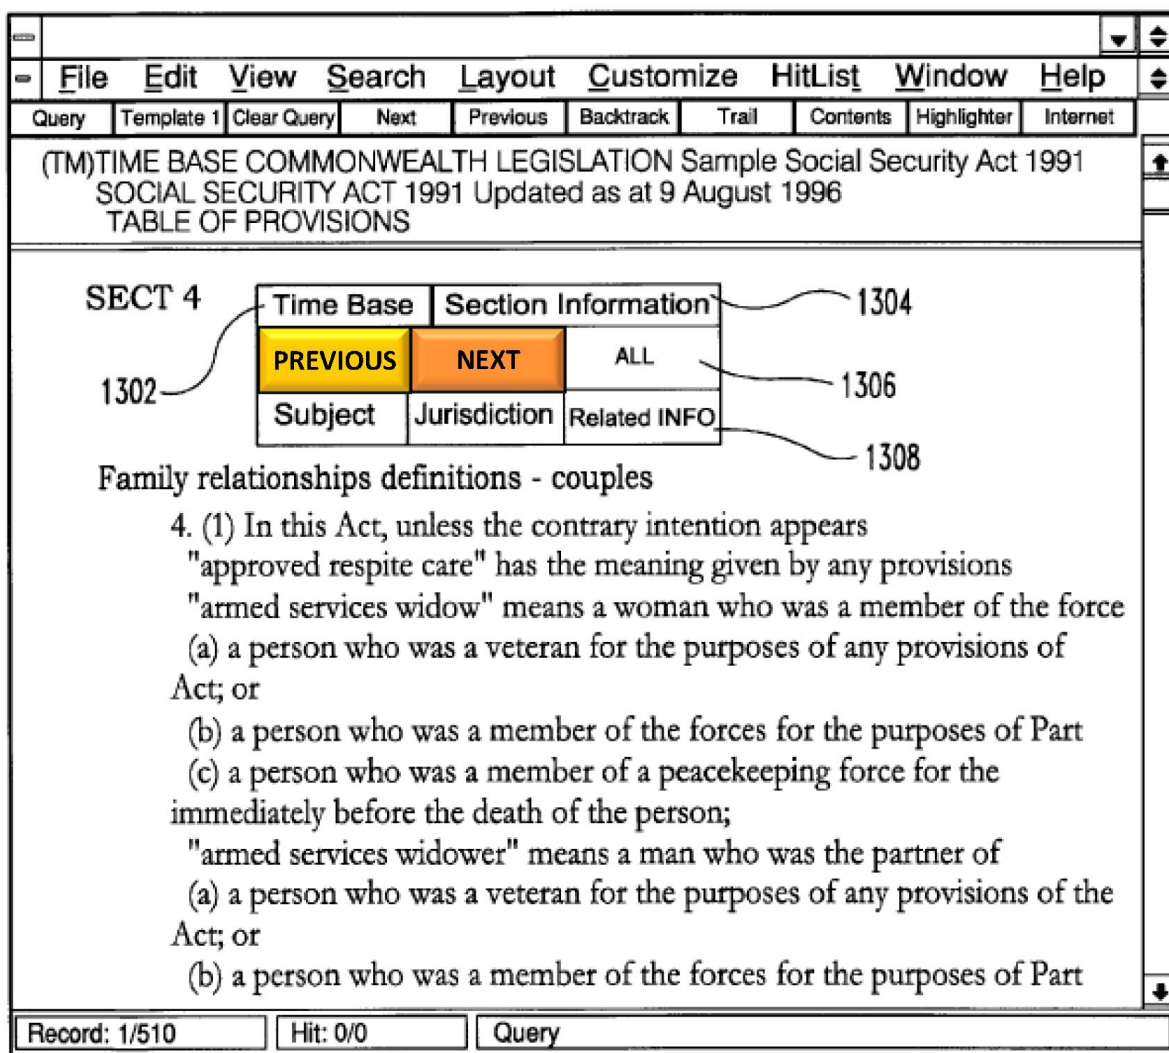 File Edit View Search Layout Customize HitList Window Help
Query Template 1 Clear Query Next Previous Backtrack Trail Contents Highlighter Internet
(TM)TIME BASE COMMONWEALTH LEGISLATION Sample Social Security Act 1991
SOCIAL SECURITY ACT 1991 Updated as at 9 August 1996
TABLE OF PROVISIONS
SECT 4 Time Base Section Information 1304
PREVIOUS NEXT ALL
1302 1306
Subject Jurisdiction Related INFO
1308
Family relationships definitions - couples
4. (1) In this Act, unless the contrary intention appears
"approved respite care" has the meaning given by any provisions
"armed services widow" means a woman who was a member of the force
(a) a person who was a veteran for the purposes of any provisions of
Act; or
(b) a person who was a member of the forces for the purposes of Part
(c) a person who was a member of a peacekeeping force for the
immediately before the death of the person;
"armed services widower" means a man who was the partner of
(a) a person who was a veteran for the purposes of any provisions of the
Act; or
(b) a person who was a member of the forces for the purposes of Part
Record: 1/510 Hit: 0/0 Query